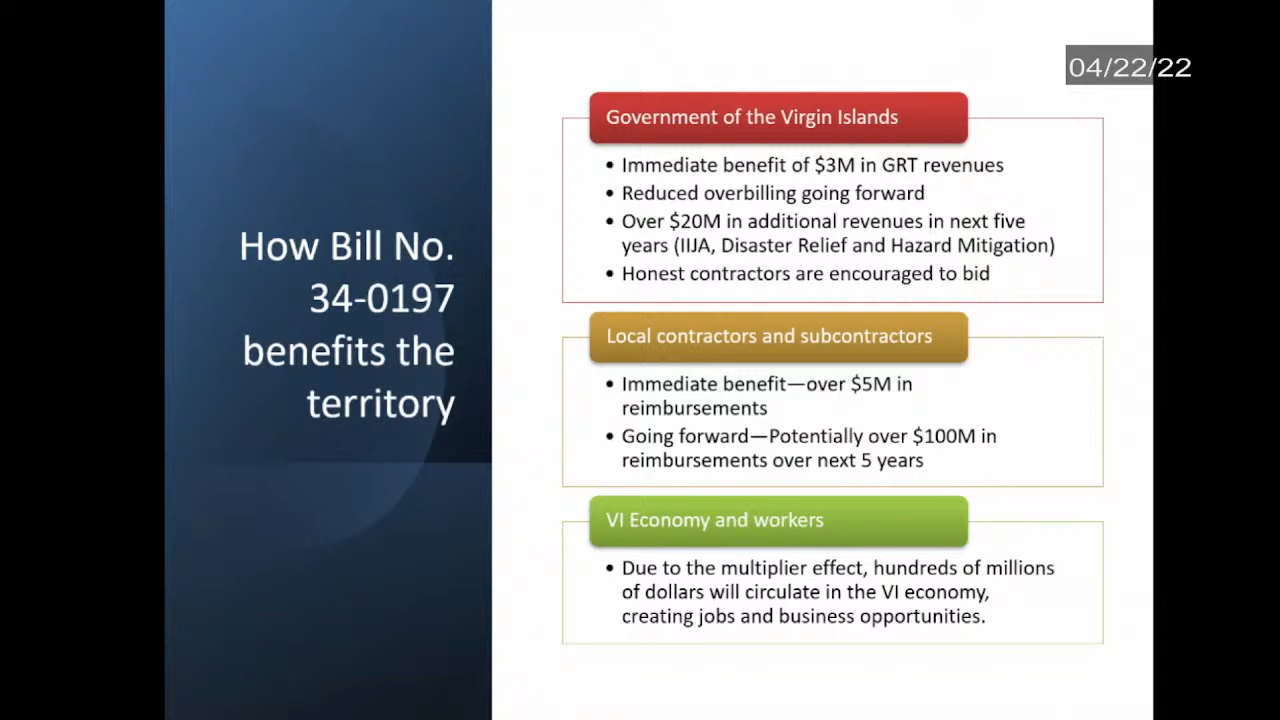 04/22/22
How Bill No.
34-0197
benefits the
territory
Government of the Virgin Islands
• Immediate benefit of $3M in GRT revenues
• Reduced overbilling going forward
• Over $20M in additional revenues in next five
years (IIJA, Disaster Relief and Hazard Mitigation)
• Honest contractors are encouraged to bid
Local contractors and subcontractors
• Immediate benefit—over $5M in
reimbursements
• Going forward—Potentially over $100M in
reimbursements over next 5 years
VI Economy and workers
• Due to the multiplier effect, hundreds of millions
of dollars will circulate in the VI economy,
creating jobs and business opportunities.